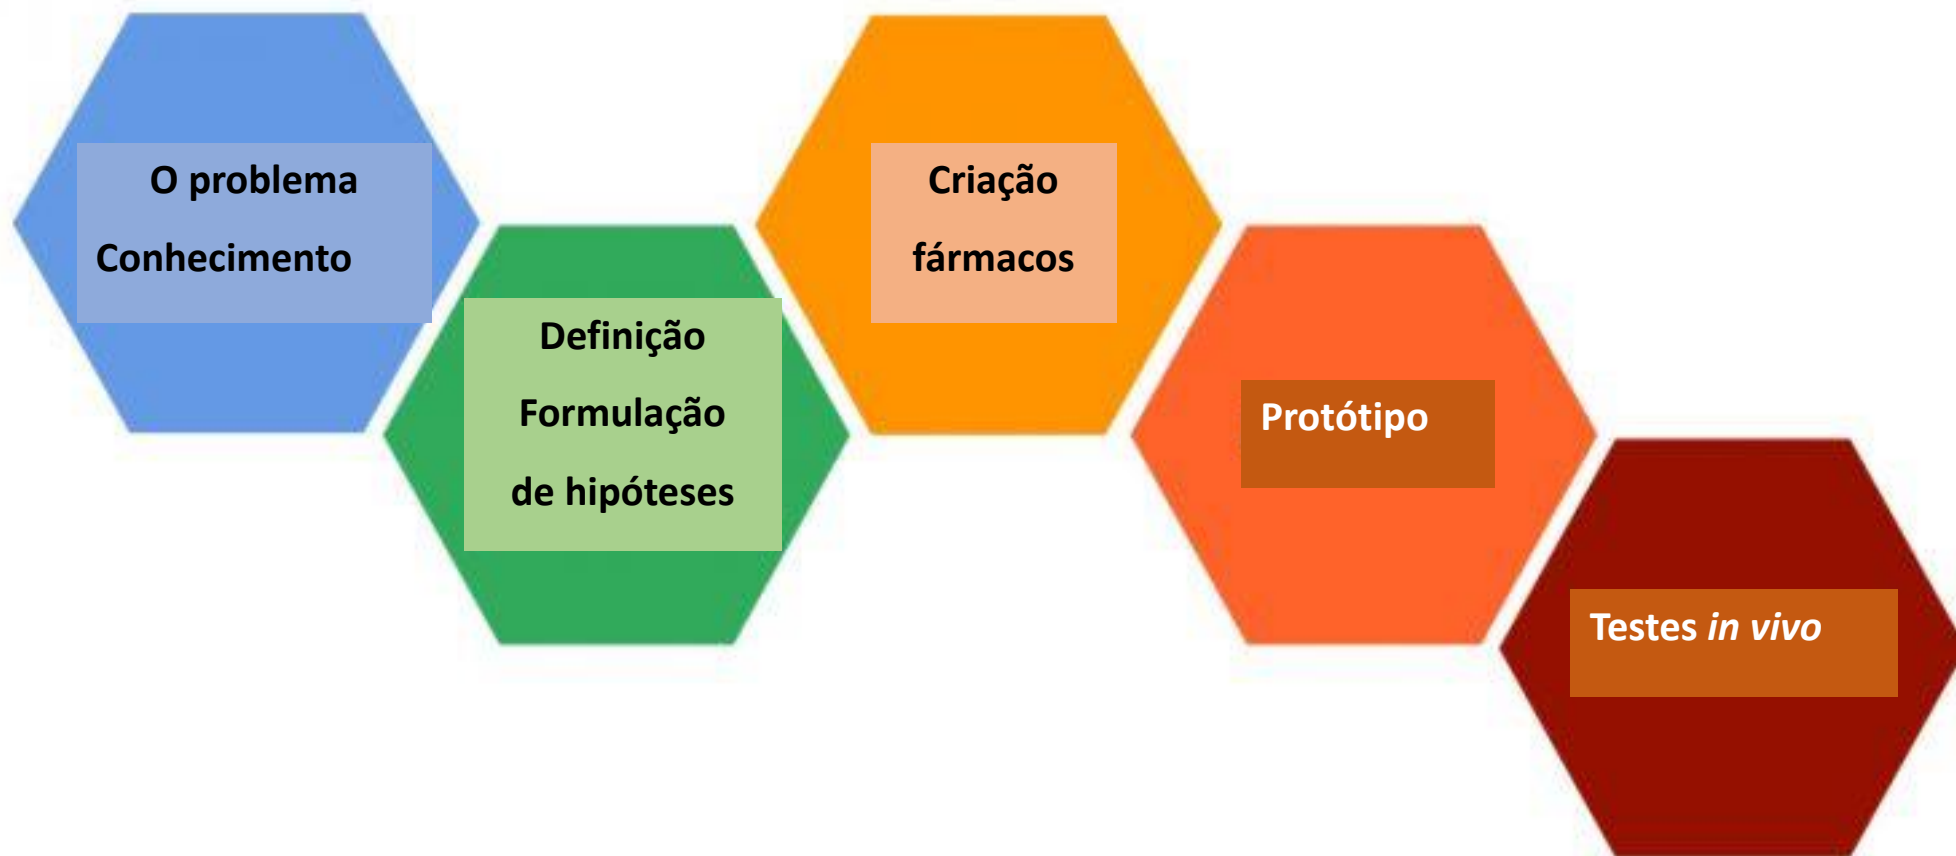 O problema
Conhecimento
Definição
Formulação
de hipóteses
Criação
fármacos
Protótipo
Testes in vivo